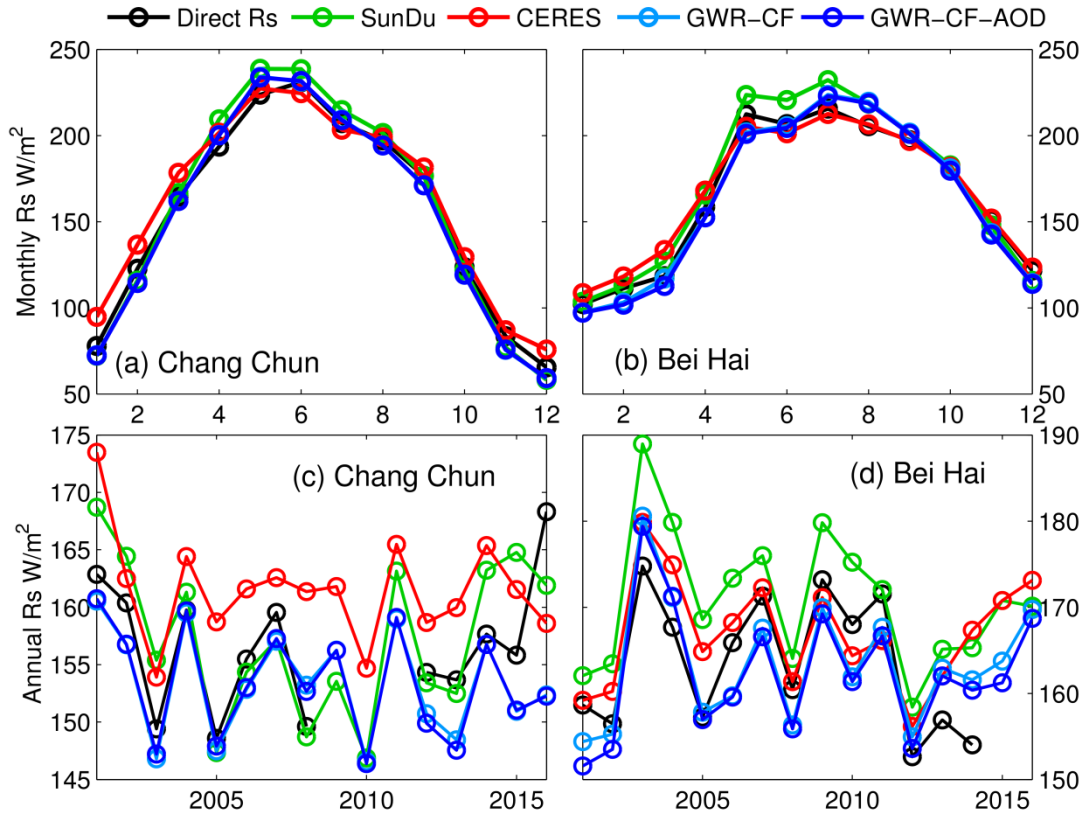 Direct Rs SunDu CERES GWR-CF GWR-CF-AOD
250 250
200 200
150 150
100 100
50 50
Monthly Rs W/m²
(a) Chang Chun (b) Bei Hai
2 4 6 8 10 12 2 4 6 8 10 12
175 190
170
165 180
160 170
155
150 160
145 150
Annual Rs W/m²
(c) Chang Chun (d) Bei Hai
2005 2010 2015 2005 2010 2015